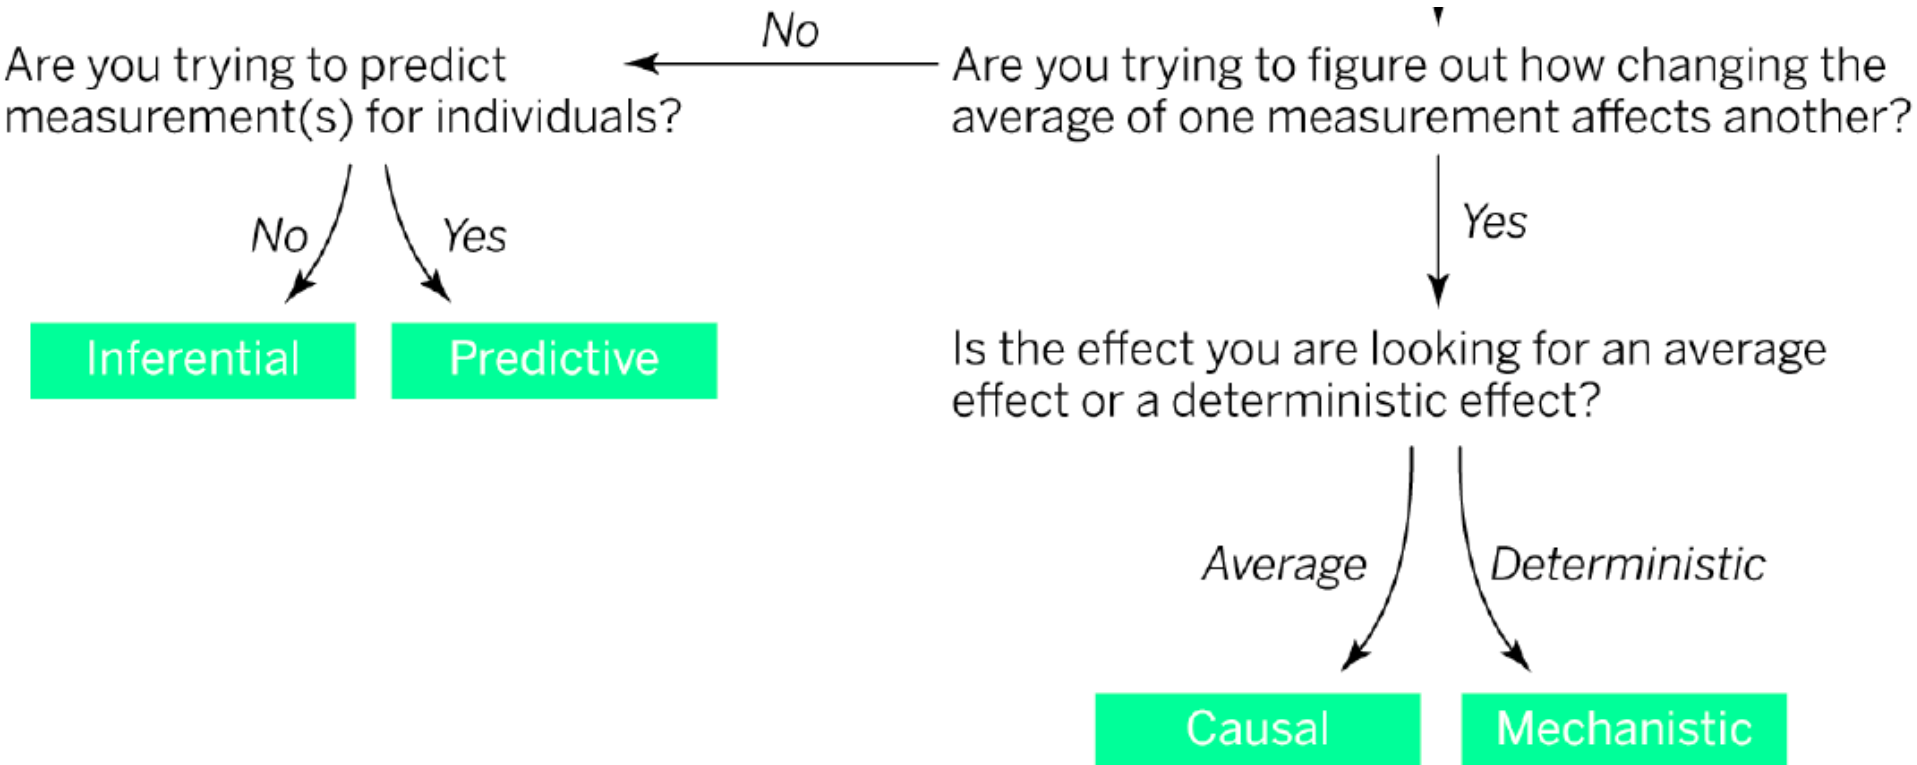 No
Are you trying to predict
measurement(s) for individuals?
Are you trying to figure out how changing the
average of one measurement affects another?
No
Yes
Yes
Inferential
Predictive
Is the effect you are looking for an average
effect or a deterministic effect?
Average
Deterministic
Causal
Mechanistic